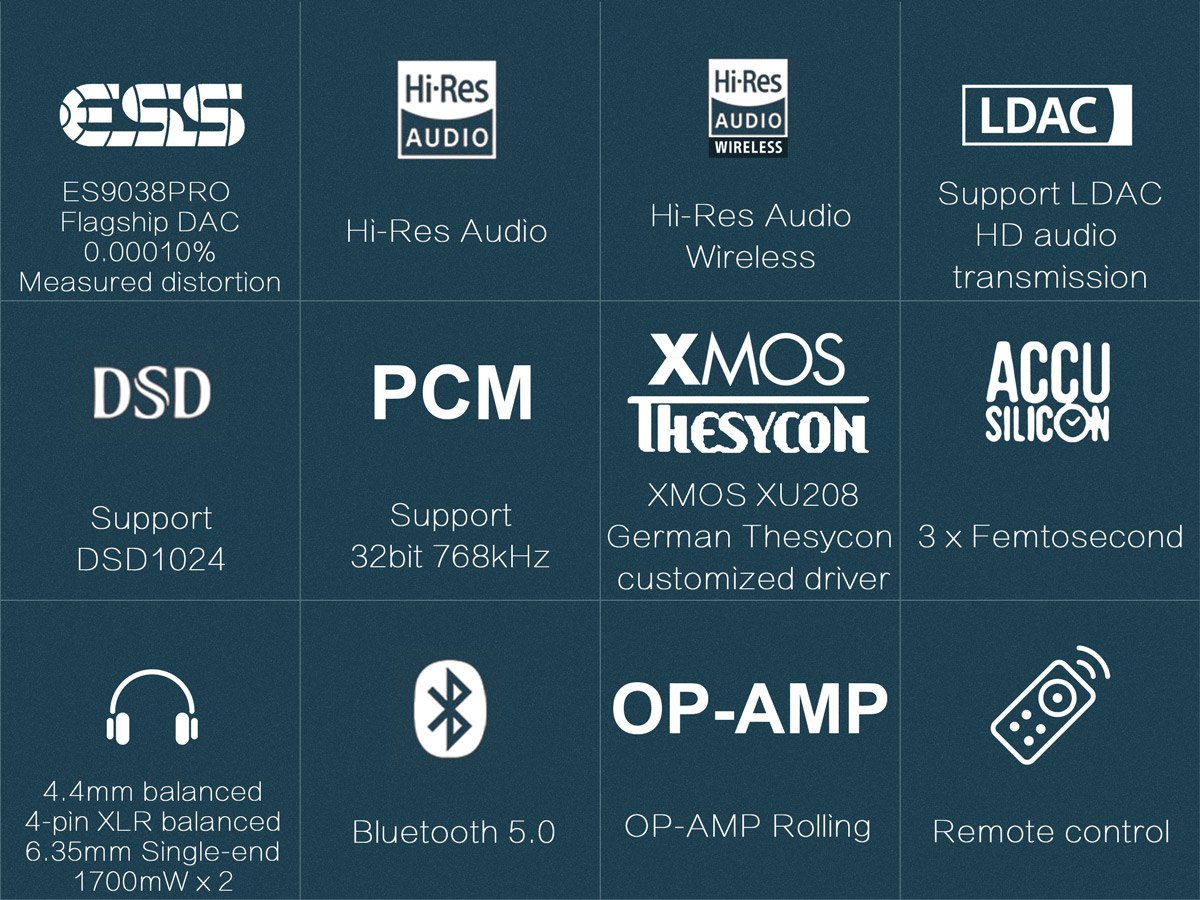 ESS
ES9038PRO
Flagship DAC
0.00010%
Measured distortion
Hi-Res
AUDIO
Hi-Res Audio
Hi-Res
AUDIO
WIRELESS
Hi-Res Audio
Wireless
LDAC
Support LDAC
HD audio
transmission
DSD
Support
DSD1024
PCM
Support
32bit 768kHz
XMOS
THESYCON
XMOS XU208
German Thesycon
customized driver
ACCU
SILICON
3 x Femtosecond
4.4mm balanced
4-pin XLR balanced
6.35mm Single-end
1700mW x 2
Bluetooth 5.0
OP-AMP
OP-AMP Rolling
Remote control